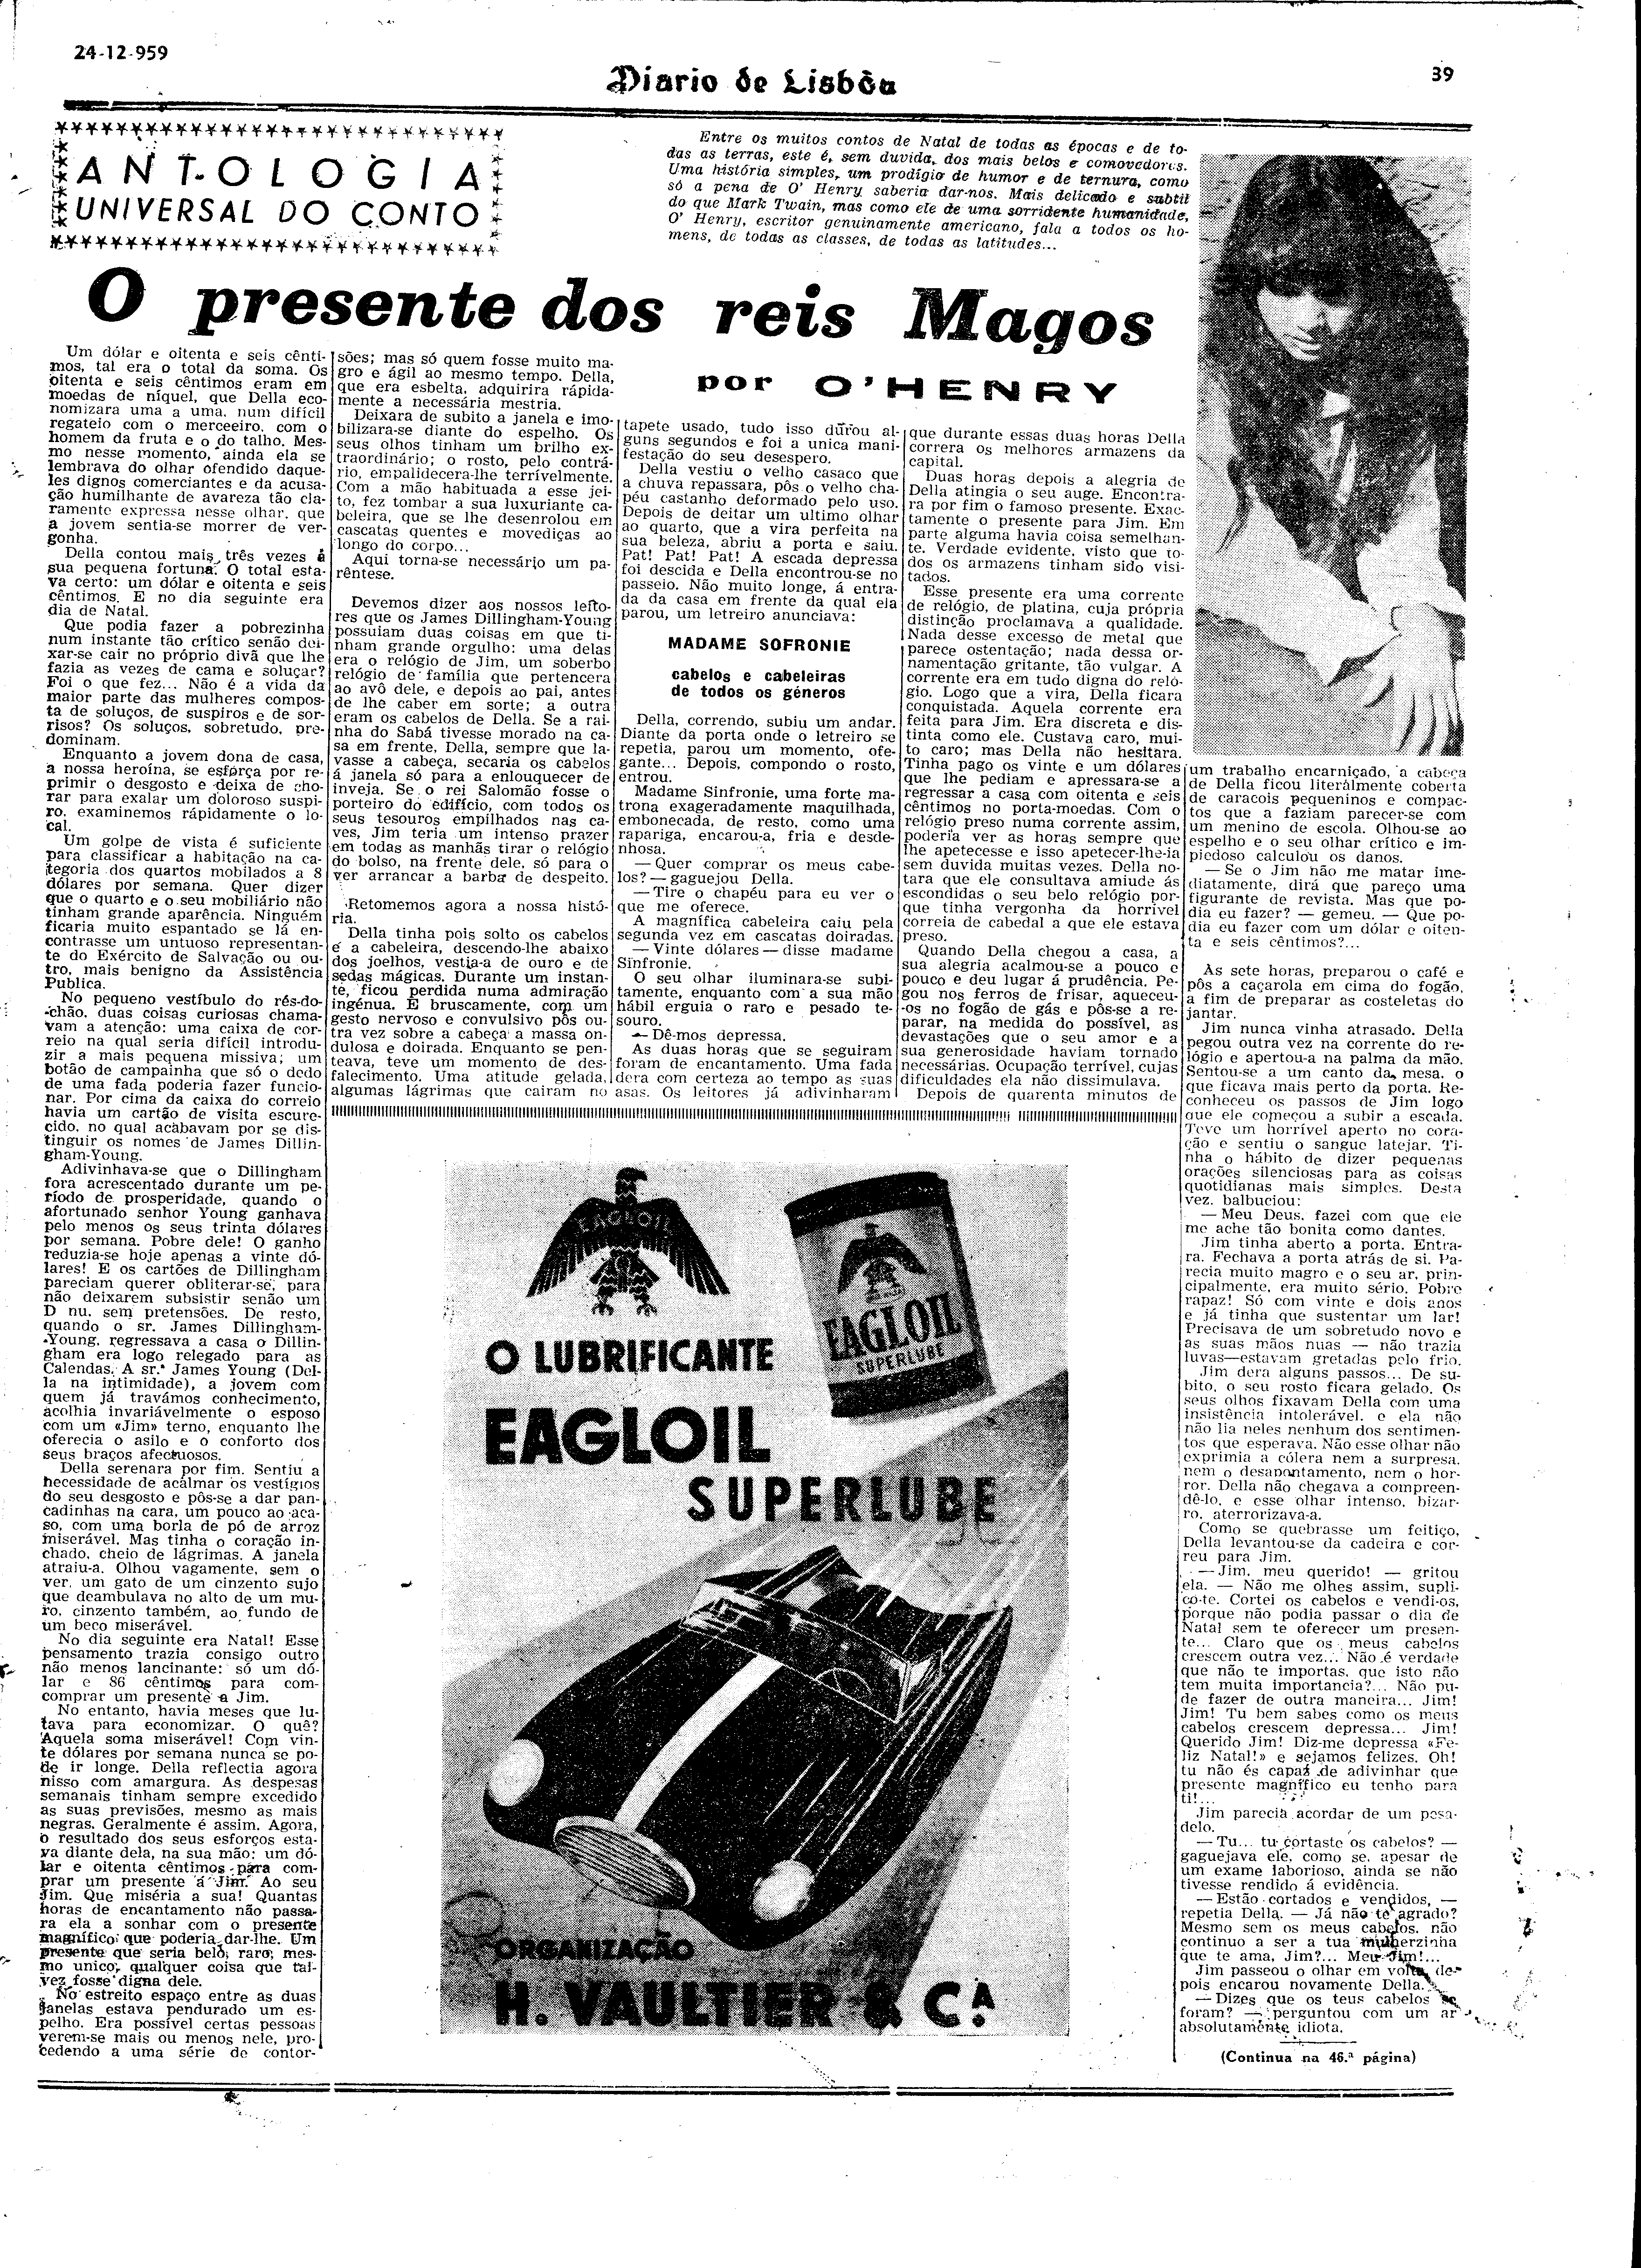 24-12-959
Diario de Lisbôa
39
ANTOLOGIA
UNIVERSAL DO CONTO
Entre os muitos contos de Natal de todas as épocas e de to-
das as terras, este é, sem duvida, dos mais belos e comovedores.
Uma história simples, um prodígio de humor e de ternura, como
só a pena de O' Henry saberia dar-nos. Mais delicado e subtil
do que Mark Twain, mas como ele de uma sorridente humanidade,
O' Henry, escritor genuinamente americano, fala a todos os ho-
mens, de todas as classes, de todas as latitudes...
O presente dos reis Magos
por O'HENRY
Um dólar e oitenta e seis cênti-
mos, tal era o total da soma. Os
oitenta e seis cêntimos eram em
moedas de níquel, que Della eco-
nomizara uma a uma, num difícil
regateio com o merceeiro, com o
homem da fruta e o do talho. Mes-
mo nesse momento, ainda ela se
lembrava do olhar ofendido daque-
les dignos comerciantes e da acusa-
ção humilhante de avareza tão cla-
ramente expressa nesse olhar, que
a jovem sentia-se morrer de ver-
gonha.
Della contou mais três vezes a
sua pequena fortuna. O total esta-
va certo: um dólar e oitenta e seis
cêntimos. E no dia seguinte era
dia de Natal.
Que podia fazer a pobrezinha
num instante tão crítico senão dei-
xar-se cair no próprio divã que lhe
fazia as vezes de cama e soluçar?
Foi o que fez... Não é a vida da
maior parte das mulheres compos-
ta de soluços, de suspiros e de sor-
risos? Os soluços, sobretudo, pre-
dominam.
Enquanto a jovem dona de casa,
a nossa heroína, se esforça por re-
primir o desgosto e deixa de cho-
rar para exalar um doloroso suspi-
ro, examinemos rápidamente o lo-
cal.
Um golpe de vista é suficiente
para classificar a habitação na ca-
tegoria dos quartos mobilados a 8
dólares por semana. Quer dizer
que o quarto e o seu mobiliário não
tinham grande aparência. Ninguém
ficaria muito espantado se lá en-
contrasse um untuoso representan-
te do Exército de Salvação ou ou-
tro, mais benigno da Assistência
Publica.
No pequeno vestíbulo do rés-do-
-chão, duas coisas curiosas chama-
vam a atenção: uma caixa de cor-
reio na qual seria difícil introdu-
zir a mais pequena missiva; um
botão de campainha que só o dedo
de uma fada poderia fazer funcio-
nar. Por cima da caixa do correio
havia um cartão de visita escure-
cido, no qual acabavam por se dis-
tinguir os nomes de James Dillin-
gham-Young.
Adivinhava-se que o Dillingham
fora acrescentado durante um pe-
ríodo de prosperidade, quando o
afortunado senhor Young ganhava
pelo menos os seus trinta dólares
por semana. Pobre dele! O ganho
reduzia-se hoje apenas a vinte dó-
lares! E os cartões de Dillingham
pareciam querer obliterar-se, para
não deixarem subsistir senão um
D nu, sem pretensões. De resto,
quando o sr. James Dillingham-
-Young, regressava a casa o Dillin-
gham era logo relegado para as
Calendas. A sr.ª James Young (Del-
la na intimidade), a jovem com
quem já travámos conhecimento,
acolhia invariávelmente o esposo
com um «Jim» terno, enquanto lhe
oferecia o asilo e o conforto dos
seus braços afectuosos.
Della serenara por fim. Sentiu a
necessidade de acalmar os vestígios
do seu desgosto e pôs-se a dar pan-
cadinhas na cara, um pouco ao aca-
so, com uma borla de pó de arroz
miserável. Mas tinha o coração in-
chado, cheio de lágrimas. A janela
atraiu-a. Olhou vagamente, sem o
ver, um gato de um cinzento sujo
que deambulava no alto de um mu-
ro, cinzento também, ao fundo de
um beco miserável.
No dia seguinte era Natal! Esse
pensamento trazia consigo outro
não menos lancinante: só um dó-
lar e 86 cêntimos para com-
comprar um presente a Jim.
No entanto, havia meses que lu-
tava para economizar. O quê?
Aquela soma miserável! Com vin-
te dólares por semana nunca se po-
de ir longe. Della reflectia agora
nisso com amargura. As despesas
semanais tinham sempre excedido
as suas previsões, mesmo as mais
negras. Geralmente é assim. Agora,
o resultado dos seus esforços esta-
va diante dela, na sua mão: um dó-
lar e oitenta cêntimos para com-
prar um presente á Jim. Ao seu
Jim. Que miséria a sua! Quantas
horas de encantamento não passa-
ra ela a sonhar com o presente
magnífico que poderia dar-lhe. Um
presente que seria belo, raro, mes-
mo unico, qualquer coisa que tal-
vez fosse digna dele.
No estreito espaço entre as duas
janelas estava pendurado um es-
pelho. Era possível certas pessoas
verem-se mais ou menos nele, pro-
cedendo a uma série de contor-
sões; mas só quem fosse muito ma-
gro e ágil ao mesmo tempo. Della,
que era esbelta, adquirira rápida-
mente a necessária mestria.
Deixara de subito a janela e imo-
bilizara-se diante do espelho. Os
seus olhos tinham um brilho ex-
traordinário; o rosto, pelo contrá-
rio, empalidecera-lhe terrívelmente.
Com a mão habituada a esse jei-
to, fez tombar a sua luxuriante ca-
beleira, que se lhe desenrolou em
cascatas quentes e movediças ao
longo do corpo...
Aqui torna-se necessário um pa-
rêntese.
Devemos dizer aos nossos leito-
res que os James Dillingham-Young
possuiam duas coisas em que ti-
nham grande orgulho: uma delas
era o relógio de Jim, um soberbo
relógio de família que pertencera
ao avô dele, e depois ao pai, antes
de lhe caber em sorte; a outra
eram os cabelos de Della. Se a rai-
nha do Sabá tivesse morado na ca-
sa em frente, Della, sempre que la-
vasse a cabeça, secaria os cabelos
á janela só para a enlouquecer de
inveja. Se o rei Salomão fosse o
porteiro do edifício, com todos os
seus tesouros empilhados nas ca-
ves, Jim teria um intenso prazer
em todas as manhãs tirar o relógio
do bolso, na frente dele, só para o
ver arrancar a barba de despeito.
Retomemos agora a nossa histó-
ria.
Della tinha pois solto os cabelos
e a cabeleira, descendo-lhe abaixo
dos joelhos, vestia-a de ouro e de
sedas mágicas. Durante um instan-
te, ficou perdida numa admiração
ingénua. E bruscamente, com um
gesto nervoso e convulsivo pôs ou-
tra vez sobre a cabeça a massa on-
dulosa e doirada. Enquanto se pen-
teava, teve um momento de des-
falecimento. Uma atitude gelada,
algumas lágrimas que cairam no
tapete usado, tudo isso durou al-
guns segundos e foi a unica mani-
festação do seu desespero.
Della vestiu o velho casaco que
a chuva repassara, pôs o velho cha-
péu castanho deformado pelo uso.
Depois de deitar um ultimo olhar
ao quarto, que a vira perfeita na
sua beleza, abriu a porta e saiu.
Pat! Pat! Pat! A escada depressa
foi descida e Della encontrou-se no
passeio. Não muito longe, á entra-
da da casa em frente da qual ela
parou, um letreiro anunciava:
MADAME SOFRONIE
cabelos e cabeleiras
de todos os géneros
Della, correndo, subiu um andar.
Diante da porta onde o letreiro se
repetia, parou um momento, ofe-
gante... Depois, compondo o rosto,
entrou.
Madame Sinfronie, uma forte ma-
trona exageradamente maquilhada,
embonecada, de resto, como uma
rapariga, encarou-a, fria e desde-
nhosa.
— Quer comprar os meus cabe-
los? — gaguejou Della.
— Tire o chapéu para eu ver o
que me oferece.
A magnífica cabeleira caiu pela
segunda vez em cascatas doiradas.
— Vinte dólares — disse madame
Sinfronie.
O seu olhar iluminara-se subi-
tamente, enquanto com a sua mão
hábil erguia o raro e pesado te-
souro.
— Dê-mos depressa.
As duas horas que se seguiram
foram de encantamento. Uma fada
dera com certeza ao tempo as suas
asas. Os leitores já adivinharam
que durante essas duas horas Della
correra os melhores armazens da
capital.
Duas horas depois a alegria de
Della atingia o seu auge. Encontra-
ra por fim o famoso presente. Exac-
tamente o presente para Jim. Em
parte alguma havia coisa semelhan-
te. Verdade evidente, visto que to-
dos os armazens tinham sido visi-
tados.
Esse presente era uma corrente
de relógio, de platina, cuja própria
distinção proclamava a qualidade.
Nada desse excesso de metal que
parece ostentação; nada dessa or-
namentação gritante, tão vulgar. A
corrente era em tudo digna do reló-
gio. Logo que a vira, Della ficara
conquistada. Aquela corrente era
feita para Jim. Era discreta e dis-
tinta como ele. Custava caro, mui-
to caro; mas Della não hesitara.
Tinha pago os vinte e um dólares
que lhe pediam e apressara-se a
regressar a casa com oitenta e seis
cêntimos no porta-moedas. Com o
relógio preso numa corrente assim,
poderia ver as horas sempre que
lhe apetecesse e isso apetecer-lhe-ia
sem duvida muitas vezes. Della no-
tara que ele consultava amiude ás
escondidas o seu belo relógio por-
que tinha vergonha da horrível
correia de cabedal a que ele estava
preso.
Quando Della chegou a casa, a
sua alegria acalmou-se a pouco e
pouco e deu lugar á prudência. Pe-
gou nos ferros de frisar, aqueceu-
-os no fogão de gás e pôs-se a re-
parar, na medida do possível, as
devastações que o seu amor e a
sua generosidade haviam tornado
necessárias. Ocupação terrível, cujas
dificuldades ela não dissimulava.
Depois de quarenta minutos de
um trabalho encarniçado, a cabeça
de Della ficou literálmente coberta
de caracois pequeninos e compac-
tos que a faziam parecer-se com
um menino de escola. Olhou-se ao
espelho e o seu olhar crítico e im-
piedoso calculou os danos.
— Se o Jim não me matar ime-
diatamente, dirá que pareço uma
figurante de revista. Mas que po-
dia eu fazer? — gemeu. — Que po-
dia eu fazer com um dólar e oiten-
ta e seis cêntimos?...
As sete horas, preparou o café e
pôs a caçarola em cima do fogão,
a fim de preparar as costeletas do
jantar.
Jim nunca vinha atrasado. Della
pegou outra vez na corrente do re-
lógio e apertou-a na palma da mão.
Sentou-se a um canto da mesa, o
que ficava mais perto da porta. Re-
conheceu os passos de Jim logo
que ele começou a subir a escada.
Teve um horrível aperto no cora-
ção e sentiu o sangue latejar. Ti-
nha o hábito de dizer pequenas
orações silenciosas para as coisas
quotidianas mais simples. Desta
vez, balbuciou:
— Meu Deus, fazei com que ele
me ache tão bonita como dantes.
Jim tinha aberto a porta. Entra-
ra. Fechava a porta atrás de si. Pa-
recia muito magro e o seu ar, prin-
cipalmente, era muito sério. Pobre
rapaz! Só com vinte e dois anos
e já tinha que sustentar um lar!
Precisava de um sobretudo novo e
as suas mãos nuas — não trazia
luvas—estavam gretadas pelo frio.
Jim dera alguns passos... De su-
bito, o seu rosto ficara gelado. Os
seus olhos fixavam Della com uma
insistência intolerável, e ela não
não lia neles nenhum dos sentimen-
tos que esperava. Não esse olhar não
exprimia a cólera nem a surpresa,
nem o desapontamento, nem o hor-
ror. Della não chegava a compreen-
dê-lo, e esse olhar intenso, bizar-
ro, aterrorizava-a.
Como se quebrasse um feitiço,
Della levantou-se da cadeira e cor-
reu para Jim.
— Jim, meu querido! — gritou
ela. — Não me olhes assim, supli-
co-te. Cortei os cabelos e vendi-os,
porque não podia passar o dia de
Natal sem te oferecer um presen-
te... Claro que os meus cabelos
crescem outra vez... Não é verdade
que não te importas, que isto não
tem muita importancia?... Não pu-
de fazer de outra maneira... Jim!
Jim! Tu bem sabes como os meus
cabelos crescem depressa... Jim!
Querido Jim! Diz-me depressa «Fe-
liz Natal!» e sejamos felizes. Oh!
tu não és capaz de adivinhar que
presente magnífico eu tenho para
ti!...
Jim parecia acordar de um pesa-
delo.
— Tu... tu cortaste os cabelos? —
gaguejava ele, como se, apesar de
um exame laborioso, ainda se não
tivesse rendido á evidência.
— Estão cortados e vendidos, —
repetia Della. — Já não te agrado?
Mesmo sem os meus cabelos, não
continuo a ser a tua mulherzinha
que te ama, Jim?... Meu Jim!...
Jim passeou o olhar em volta, de-
pois encarou novamente Della.
— Dizes que os teus cabelos se
foram? — perguntou com um ar
absolutamente idiota.
(Continua na 46.ª página)
EAGLOIL
EAGLOIL
SUPERLUBE
O LUBRIFICANTE
EAGLOIL
SUPERLUBE
ORGANIZAÇÃO
H. VAULTIER & C.ª